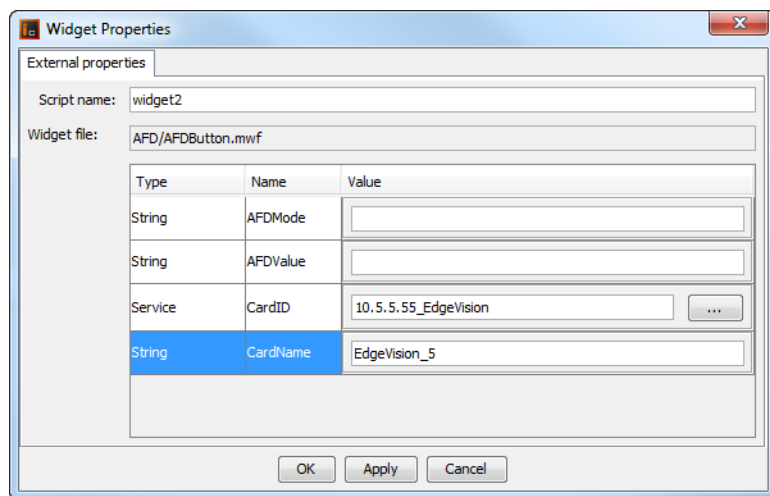 Widget Properties
External properties
Script name: widget2
Widget file: AFD/AFDButton.mwf
Type Name Value
String AFDMode
String AFDValue
Service CardID 10.5.5.55_EdgeVision ...
String CardName EdgeVision_5
OK Apply Cancel